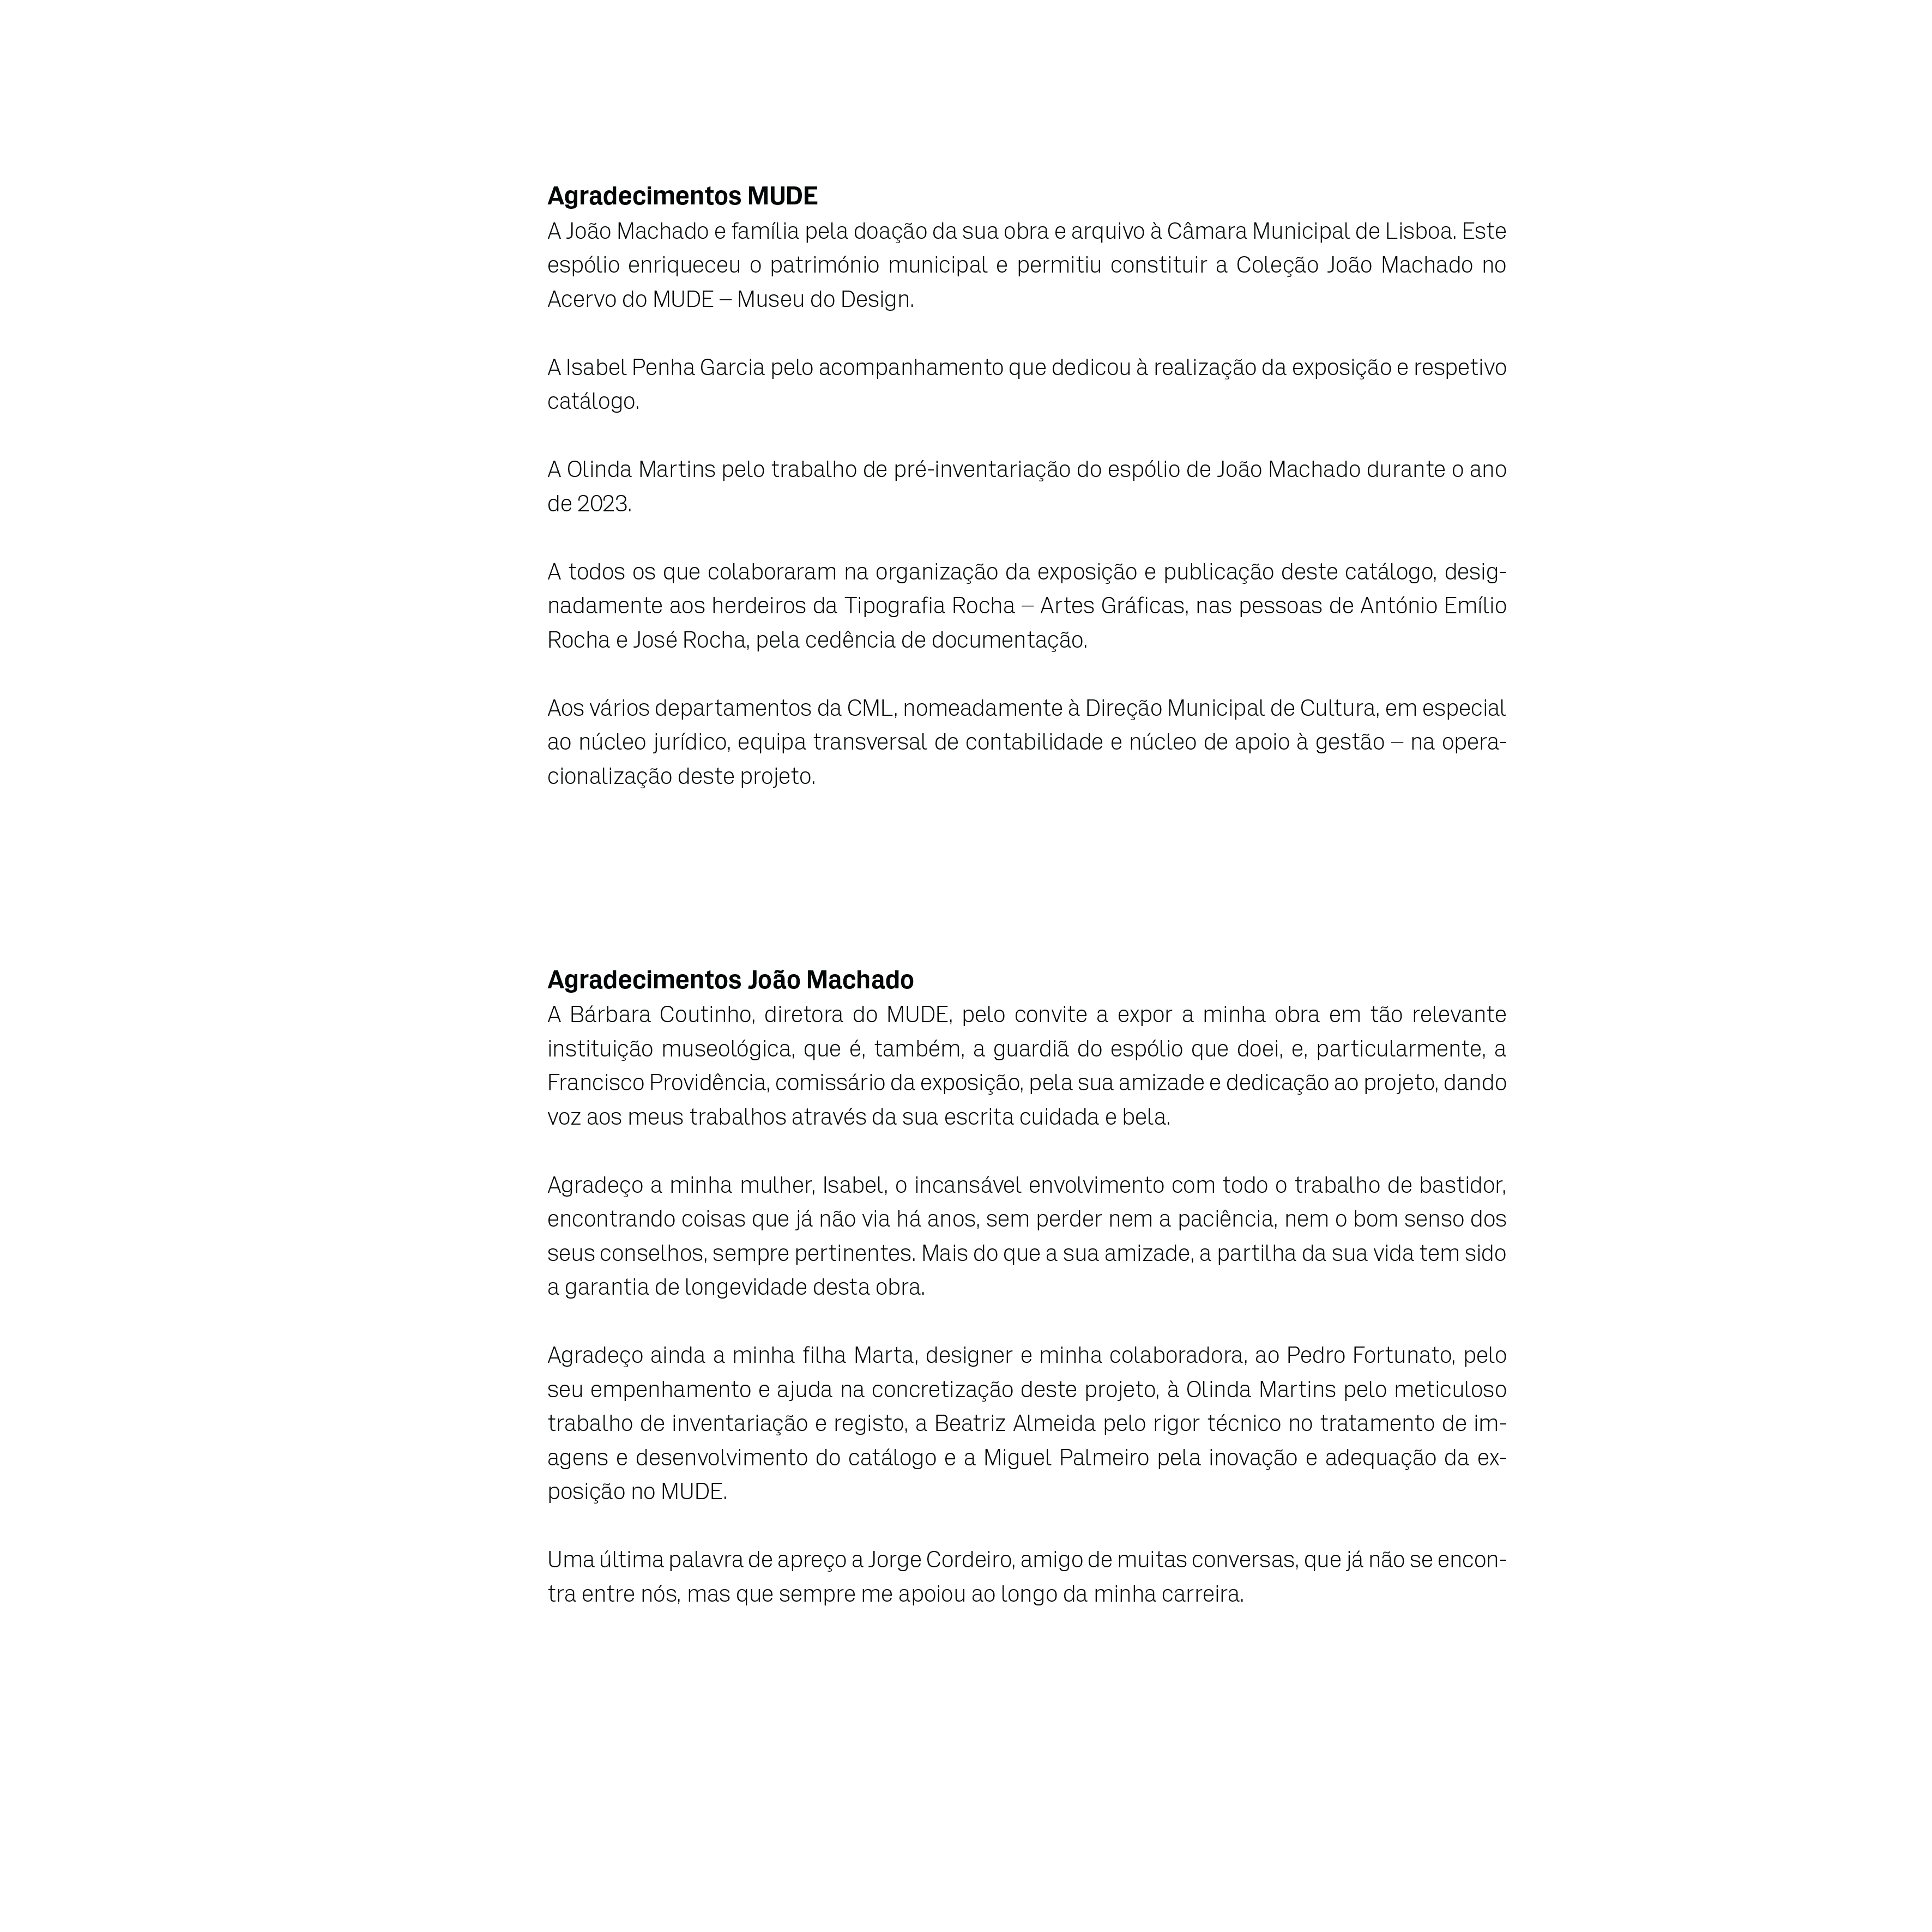 Agradecimentos MUDE
A João Machado e família pela doação da sua obra e arquivo à Câmara Municipal de Lisboa. Este
espólio enriqueceu o património municipal e permitiu constituir a Coleção João Machado no
Acervo do MUDE – Museu do Design.
A Isabel Penha Garcia pelo acompanhamento que dedicou à realização da exposição e respetivo
catálogo.
A Olinda Martins pelo trabalho de pré-inventariação do espólio de João Machado durante o ano
de 2023.
A todos os que colaboraram na organização da exposição e publicação deste catálogo, desig-
nadamente aos herdeiros da Tipografia Rocha – Artes Gráficas, nas pessoas de António Emílio
Rocha e José Rocha, pela cedência de documentação.
Aos vários departamentos da CML, nomeadamente à Direção Municipal de Cultura, em especial
ao núcleo jurídico, equipa transversal de contabilidade e núcleo de apoio à gestão – na opera-
cionalização deste projeto.
Agradecimentos João Machado
A Bárbara Coutinho, diretora do MUDE, pelo convite a expor a minha obra em tão relevante
instituição museológica, que é, também, a guardiã do espólio que doei, e, particularmente, a
Francisco Providência, comissário da exposição, pela sua amizade e dedicação ao projeto, dando
voz aos meus trabalhos através da sua escrita cuidada e bela.
Agradeço a minha mulher, Isabel, o incansável envolvimento com todo o trabalho de bastidor,
encontrando coisas que já não via há anos, sem perder nem a paciência, nem o bom senso dos
seus conselhos, sempre pertinentes. Mais do que a sua amizade, a partilha da sua vida tem sido
a garantia de longevidade desta obra.
Agradeço ainda a minha filha Marta, designer e minha colaboradora, ao Pedro Fortunato, pelo
seu empenhamento e ajuda na concretização deste projeto, à Olinda Martins pelo meticuloso
trabalho de inventariação e registo, a Beatriz Almeida pelo rigor técnico no tratamento de im-
agens e desenvolvimento do catálogo e a Miguel Palmeiro pela inovação e adequação da ex-
posição no MUDE.
Uma última palavra de apreço a Jorge Cordeiro, amigo de muitas conversas, que já não se encon-
tra entre nós, mas que sempre me apoiou ao longo da minha carreira.